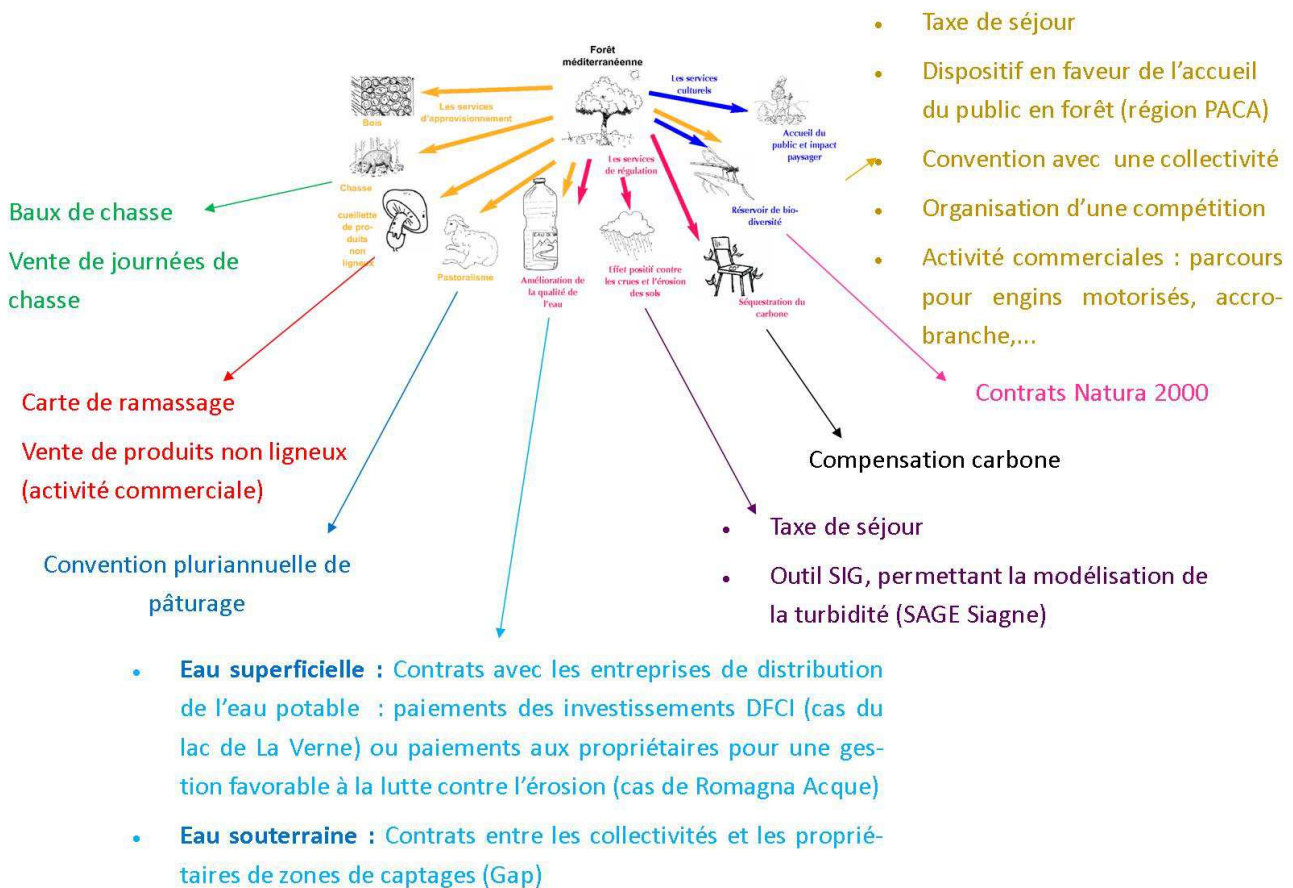 Forêt
méditerranéenne
Les services
d'approvisionnement
Bois
Chasse
cueillette
de pro-
duits
non
ligneux
Pastoralisme
EAU
Amélioration de
la qualité de
l'eau
Les services
de régulation
Effet positif contre
les crues et l'érosion
des sols
Séquestration du
carbone
Les services
culturels
Accueil du
public et impact
paysager
Réservoir de bio-
diversité
• Taxe de séjour
• Dispositif en faveur de l'accueil
du public en forêt (région PACA)
• Convention avec une collectivité
• Organisation d'une compétition
• Activité commerciales : parcours
pour engins motorisés, accro-
branche,...
Baux de chasse
Vente de journées de
chasse
Contrats Natura 2000
Carte de ramassage
Vente de produits non ligneux
(activité commerciale)
Compensation carbone
• Taxe de séjour
• Outil SIG, permettant la modélisation de
la turbidité (SAGE Siagne)
Convention pluriannuelle de
pâturage
• Eau superficielle : Contrats avec les entreprises de distribution
de l'eau potable : paiements des investissements DFCI (cas du
lac de La Verne) ou paiements aux propriétaires pour une ges-
tion favorable à la lutte contre l'érosion (cas de Romagna Acque)
• Eau souterraine : Contrats entre les collectivités et les proprié-
taires de zones de captages (Gap)